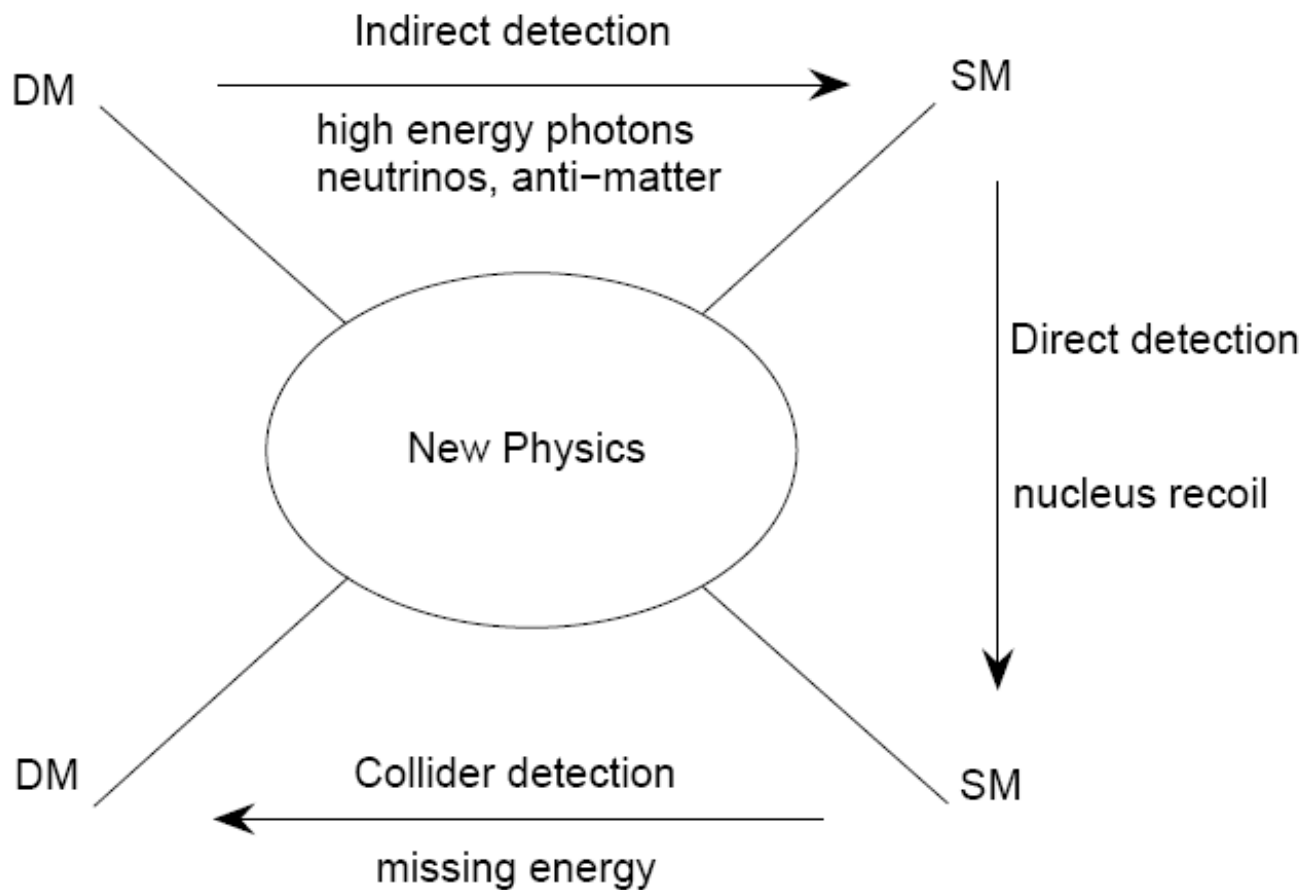 Indirect detection
DM
SM
high energy photons
neutrinos, anti−matter
Direct detection
New Physics
nucleus recoil
DM
Collider detection
SM
missing energy